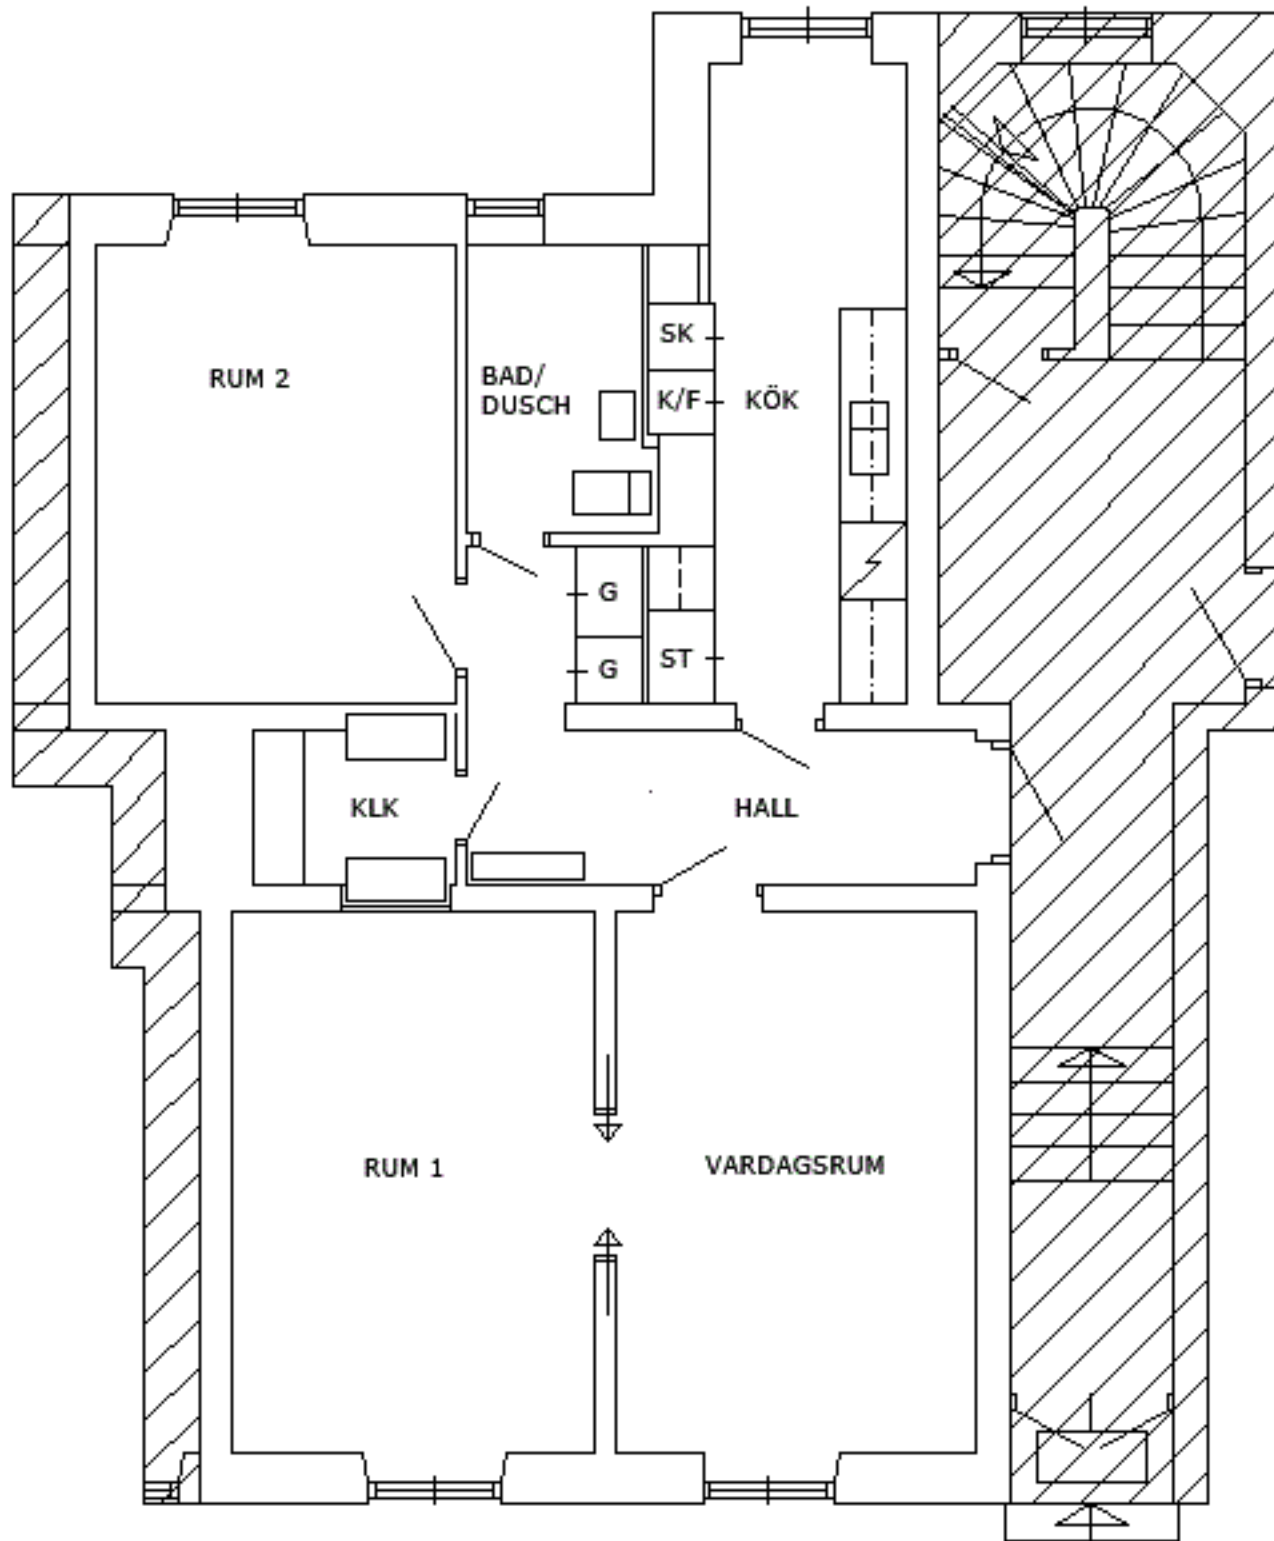 SK
RUM 2
BAD/
DUSCH
K/F
KÖK
G
G
ST
KLK
HALL
RUM 1
VARDAGSRUM